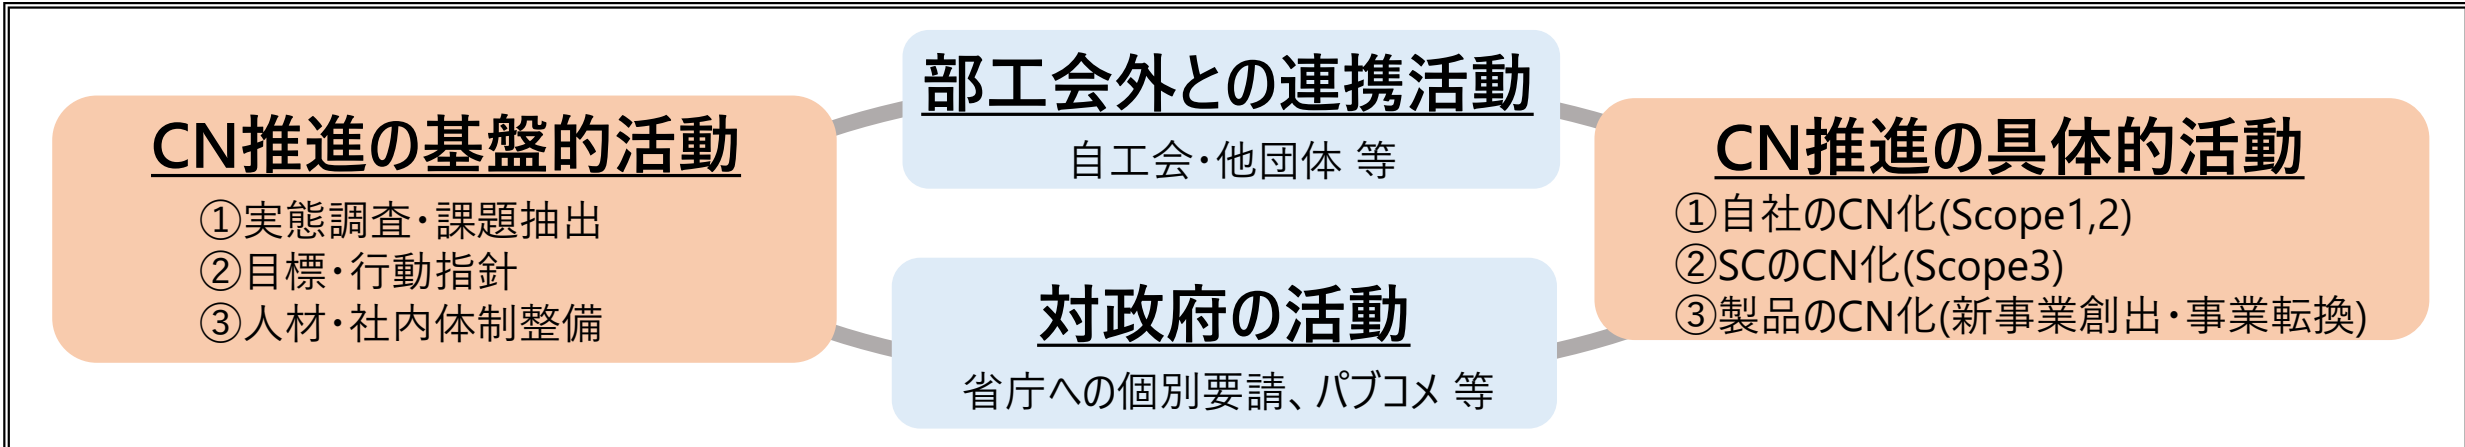 CN推進の基盤的活動
①実態調査・課題抽出
②目標・行動指針
③人材・社内体制整備
部工会外との連携活動
自工会・他団体 等
対政府の活動
省庁への個別要請、パブコメ 等
CN推進の具体的活動
①自社のCN化(Scope1,2)
②SCのCN化(Scope3)
③製品のCN化(新事業創出・事業転換)